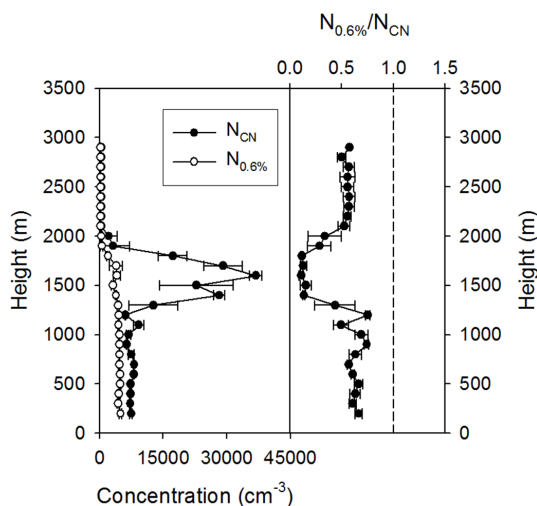 N0.6%/NCN
0.0 0.5 1.0 1.5
3500 3500
3000 3000
2500 2500
2000 2000
1500 1500
1000 1000
500 500
0 0
NCN
N0.6%
Height (m)
Height (m)
0 15000 30000 45000
Concentration (cm-3)